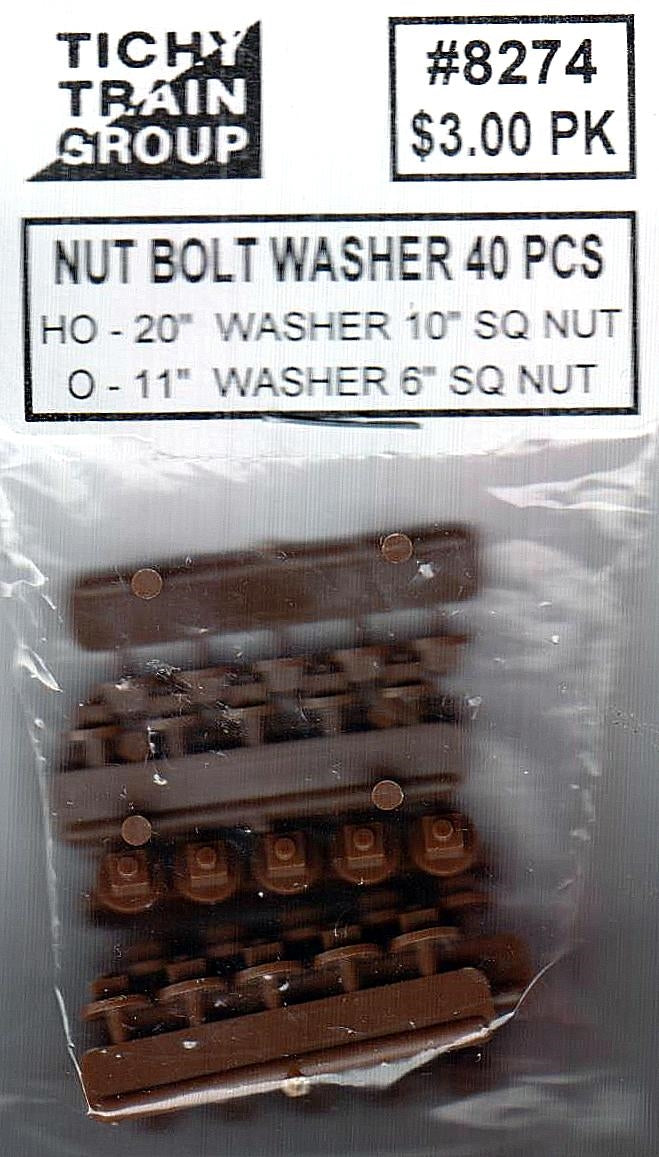 TICHY
TRAIN
GROUP
#8274
$3.00 PK
NUT BOLT WASHER 40 PCS
HO - 20" WASHER 10" SQ NUT
O - 11" WASHER 6" SQ NUT